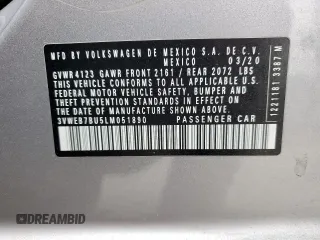 MFD BY VOLKSWAGEN DE MEXICO S.A. DE C.V.
DE MEXICO 03/20
GVWR 4123 GAWR FRONT 2161 / REAR 2072 LBS
THIS VEHICLE CONFORMS TO ALL APPLICABLE U.S.
FEDERAL MOTOR VEHICLE SAFETY, BUMPER AND
THEFT PREVENTION STANDARDS IN EFFECT ON THE
DATE OF MANUFACTURE SHOWN ABOVE.
3VWEB7BU5LM051890 PASSENGER CAR
1221181 3387 M
DREAMBID